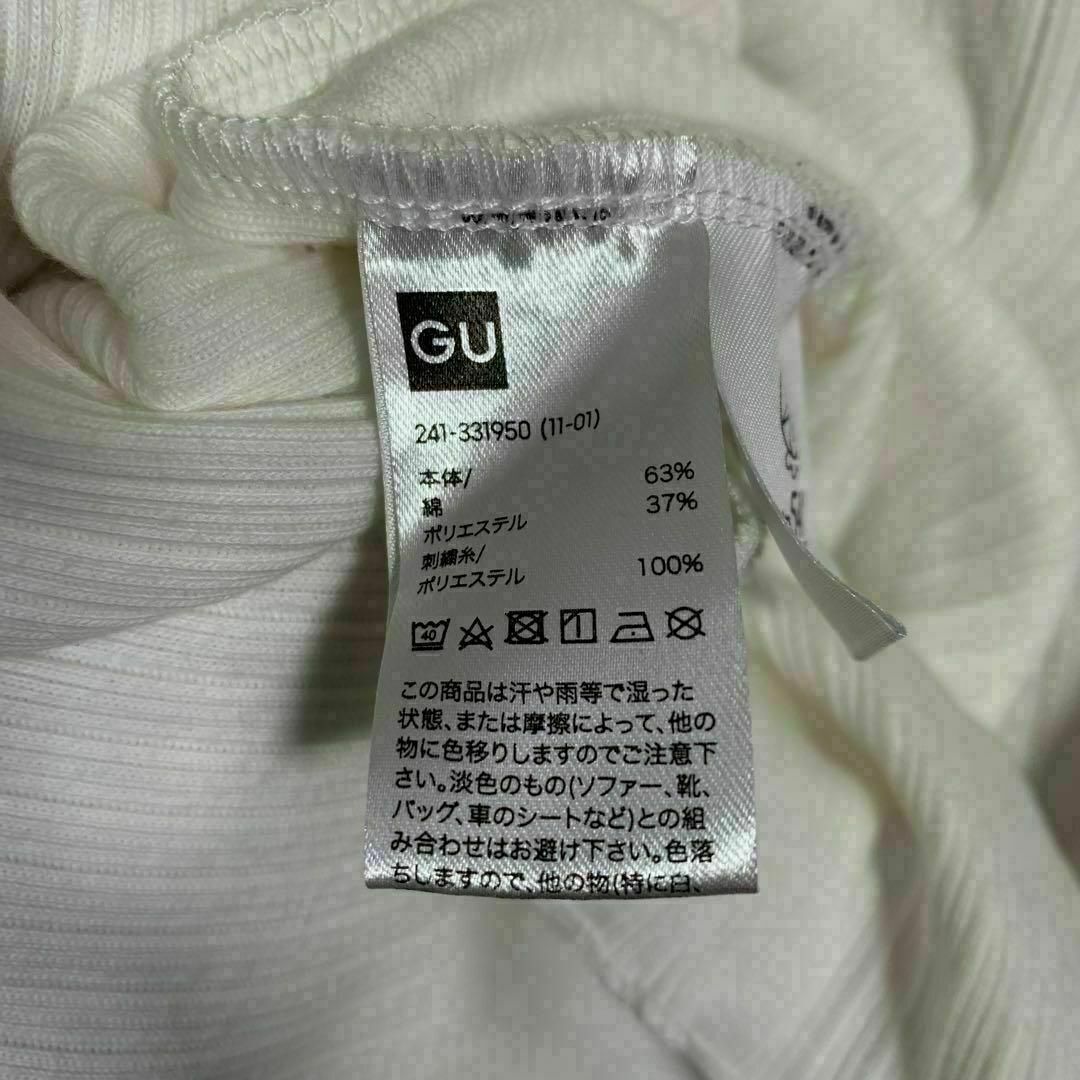 GU
241-331950 (11-01)
本体/
綿 63%
ポリエステル 37%
刺繍糸/
ポリエステル 100%
40
この商品は汗や雨等で湿った
状態、または摩擦によって、他の
物に色移りしますのでご注意下
さい。淡色のもの(ソファー、靴、
バッグ、車のシートなど)との組
み合わせはお避け下さい。色落
ちしますので、他の物(特に白、